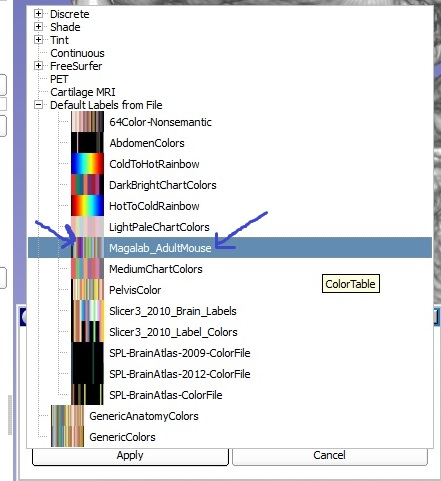 Discrete
Shade
Tint
Continuous
FreeSurfer
PET
Cartilage MRI
Default Labels from File
64Color-Nonsemantic
AbdomenColors
ColdToHotRainbow
DarkBrightChartColors
HotToColdRainbow
LightPaleChartColors
Magalab_AdultMouse
MediumChartColors
ColorTable
PelvisColor
Slicer3_2010_Brain_Labels
Slicer3_2010_Label_Colors
SPL-BrainAtlas-2009-ColorFile
SPL-BrainAtlas-2012-ColorFile
SPL-BrainAtlas-ColorFile
GenericAnatomyColors
GenericColors
Apply Cancel